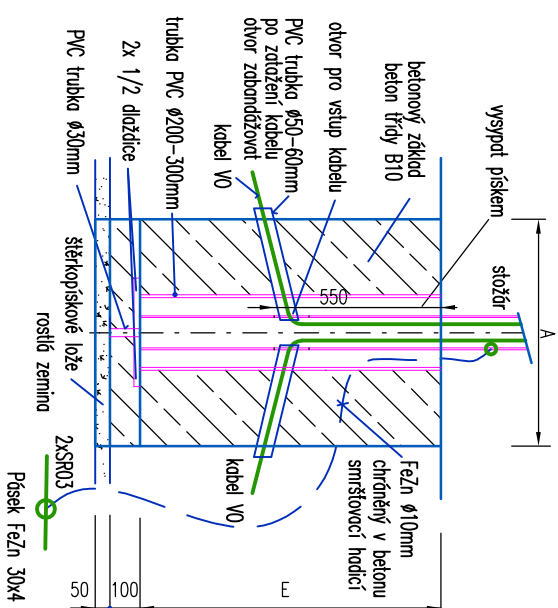 A
stožár
vysypat pískem
betonový základ
beton třídy B10
otvor pro vstup kabelu
PVC trubka ø50–60mm
po zatažení kabelu
otvor zabandážovat
kabel VO
trubka PVC ø200–300mm
2x 1/2 dlaždice
PVC trubka ø30mm
550
štěrkopískové lože
rostlá zemina
kabel VO
FeZn ø10mm
chráněný v betonu
smršťovací hadicí
2xSR03
Pásek FeZn 30x4
50
100
E